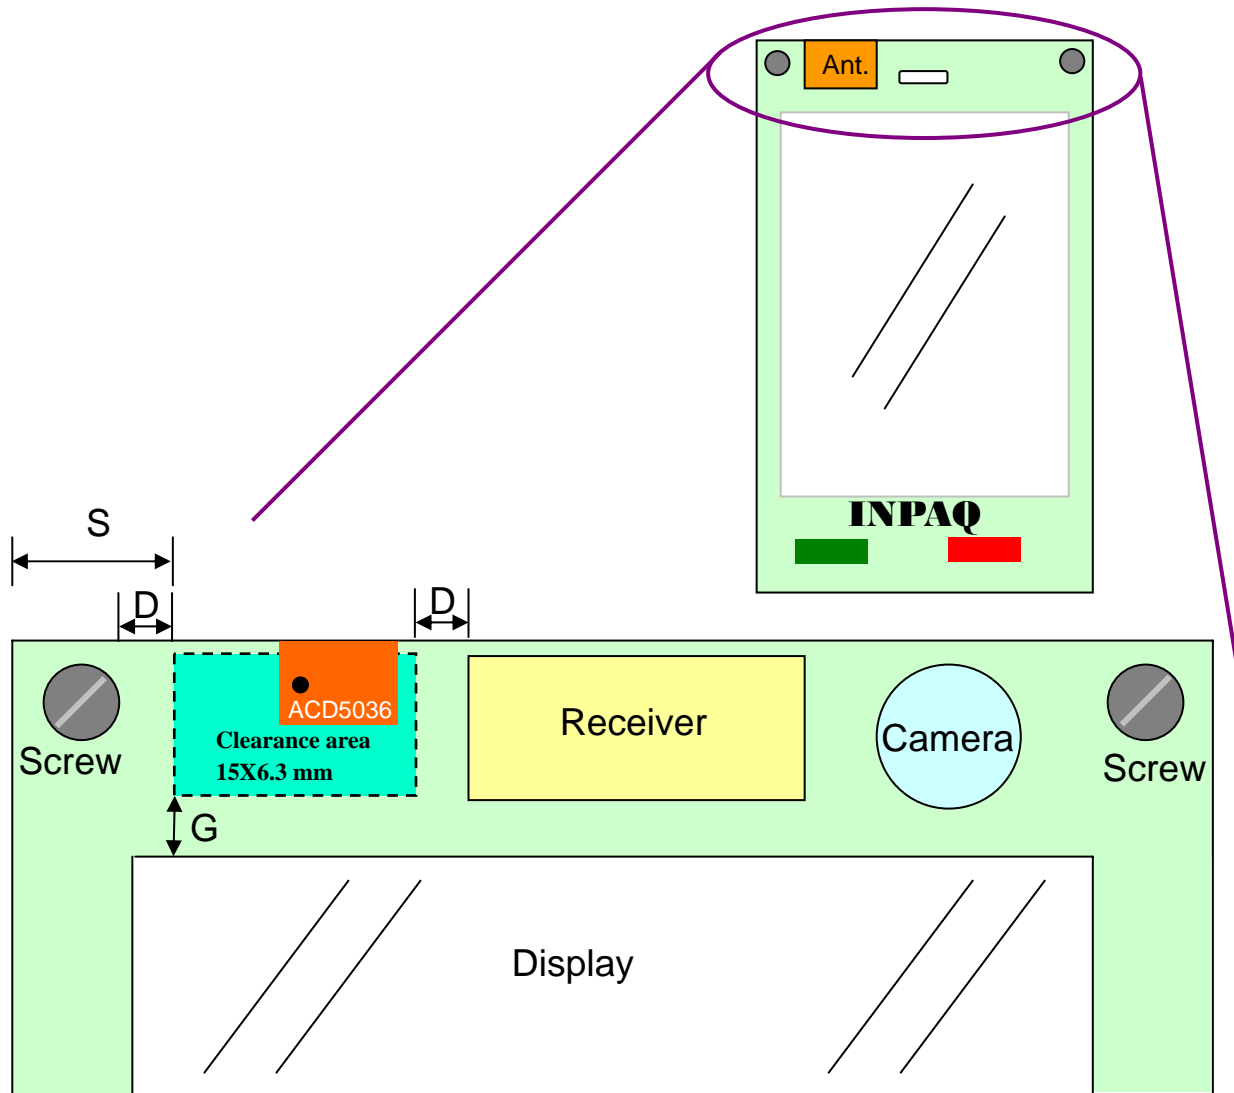 Ant.
INPAQ
S
D
D
ACD5036
Clearance area
15X6.3 mm
Receiver
Camera
Screw
Screw
G
Display